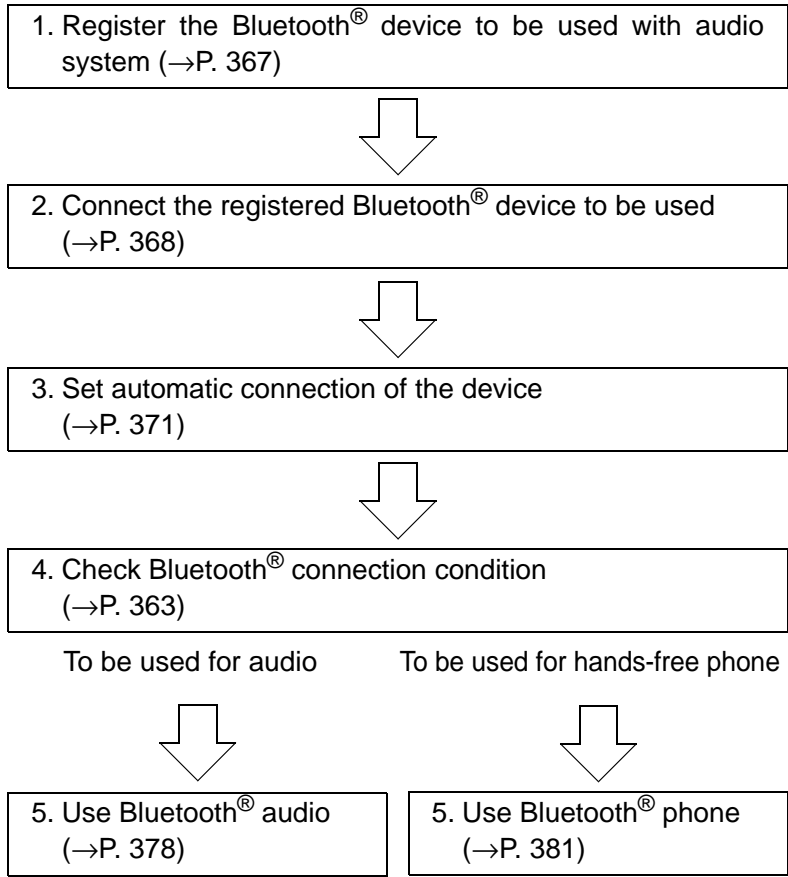 1. Register the Bluetooth® device to be used with audio
system (→P. 367)
2. Connect the registered Bluetooth® device to be used
(→P. 368)
3. Set automatic connection of the device
(→P. 371)
4. Check Bluetooth® connection condition
(→P. 363)
To be used for audio
To be used for hands-free phone
5. Use Bluetooth® audio
(→P. 378)
5. Use Bluetooth® phone
(→P. 381)